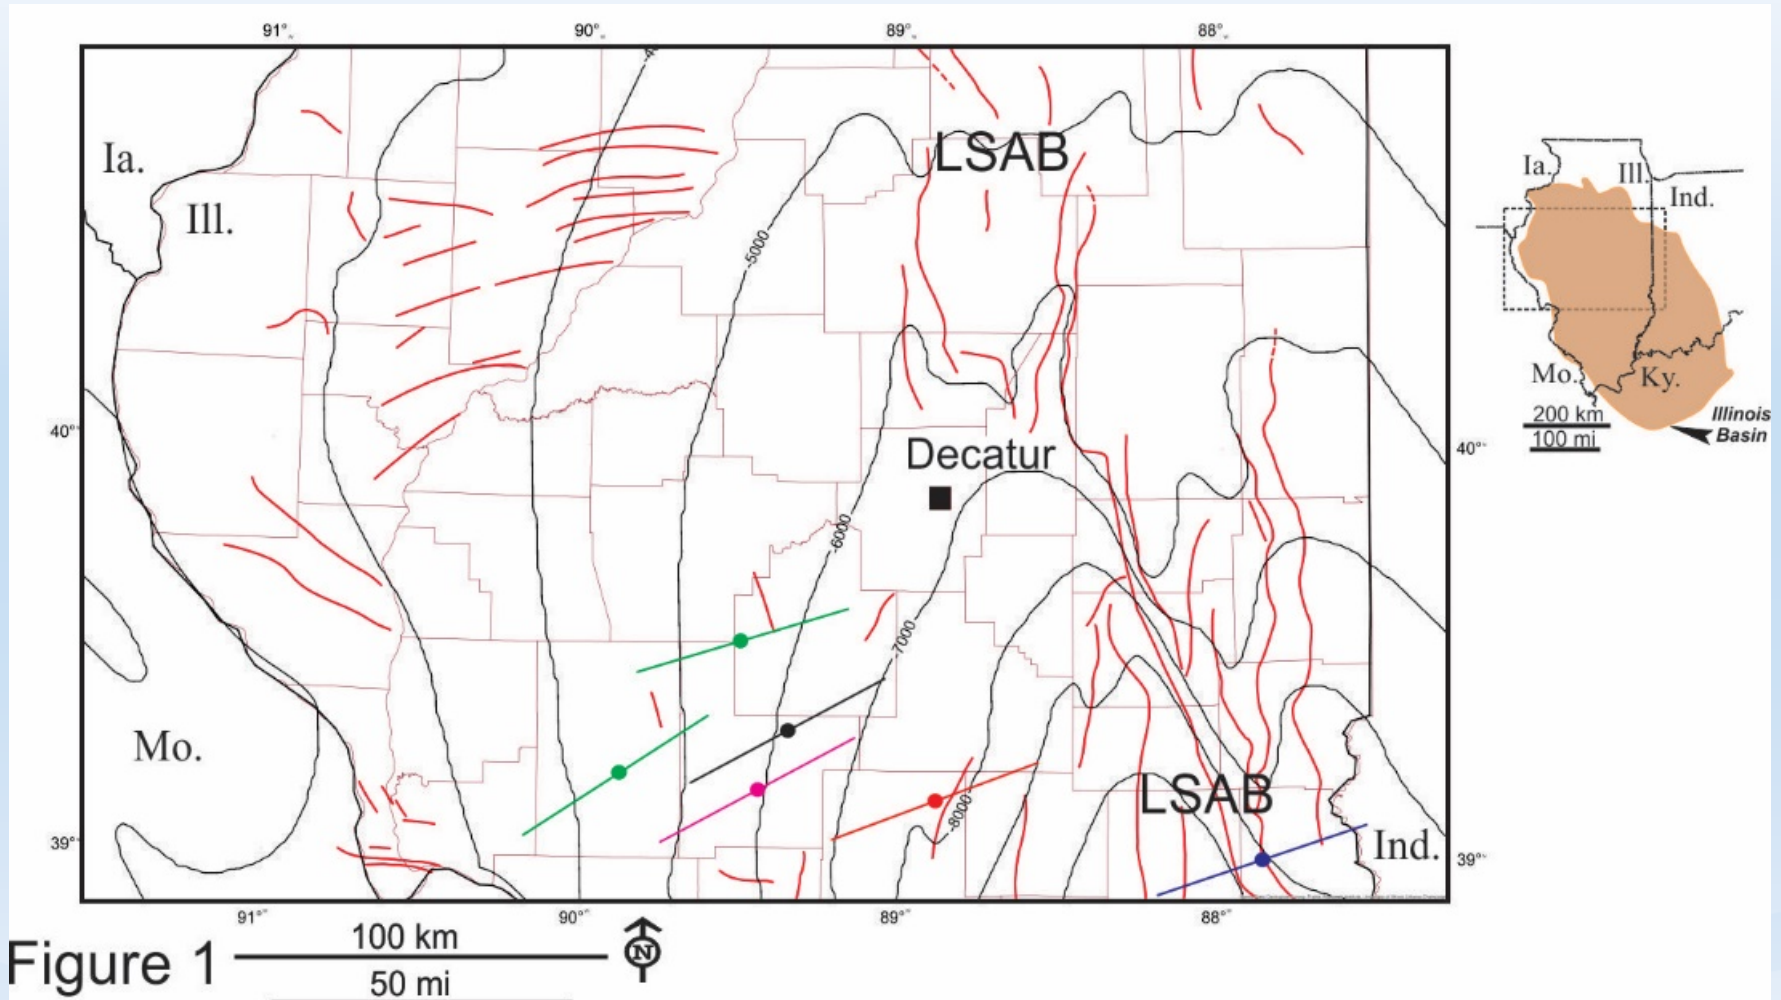 91°
90°
89°
88°
-4
LSAB
Ia.
Ill.
-5000
Ia.
Ill.
Ind.
Mo.
Ky.
200 km
100 mi
Illinois
Basin
40°
40°
Decatur
-6000
-7000
Mo.
-8000
LSAB
Ind.
39°
39°
91°
90°
89°
88°
Figure 1
100 km
50 mi
N